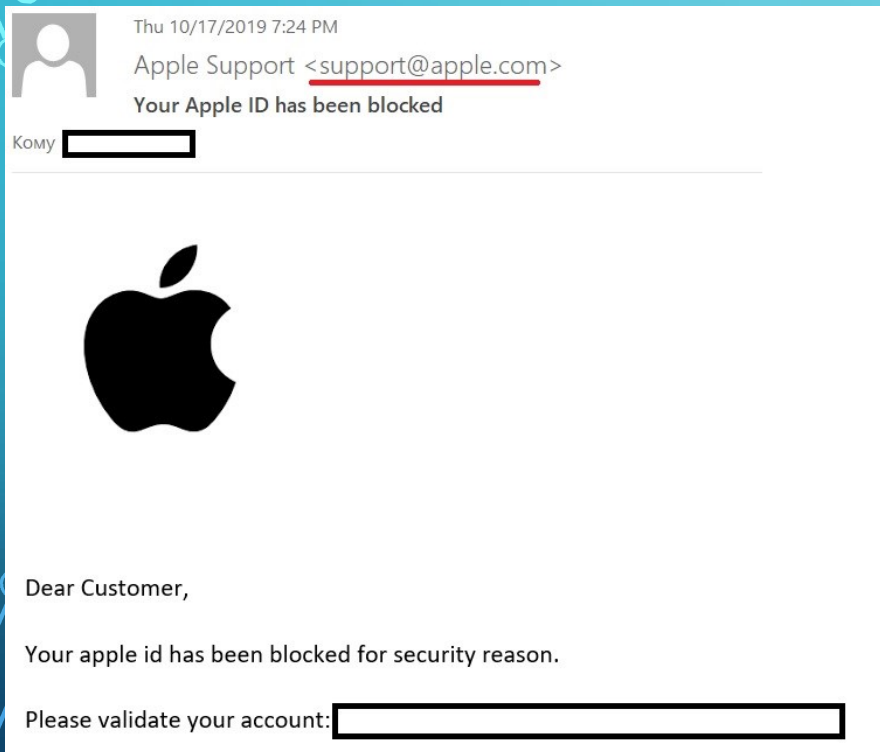 Thu 10/17/2019 7:24 PM
Apple Support <support@apple.com>
Your Apple ID has been blocked
Кому
Dear Customer,
Your apple id has been blocked for security reason.
Please validate your account: